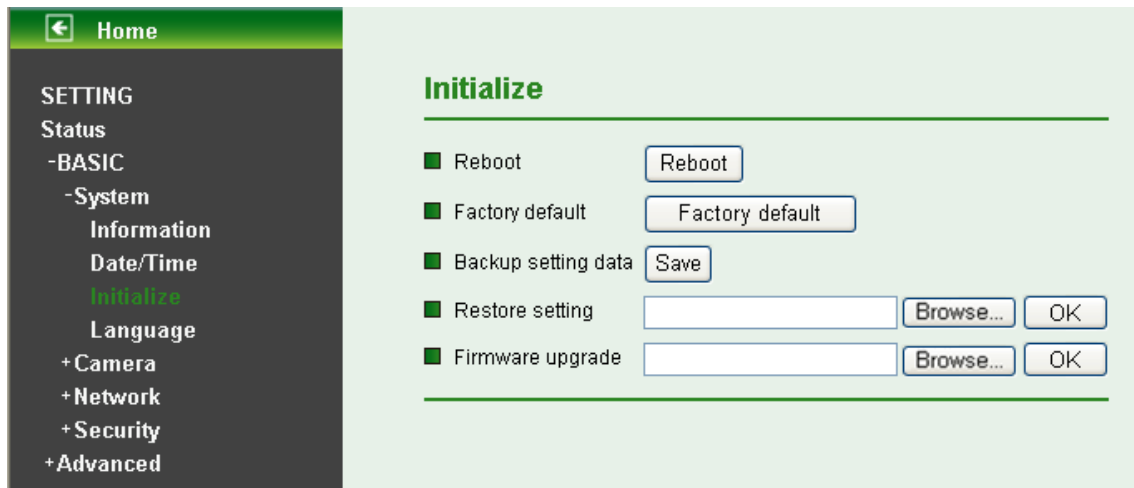 Home
SETTING
Status
-BASIC
-System
Information
Date/Time
Initialize
Language
+Camera
+Network
+Security
+Advanced
Initialize
Reboot Reboot
Factory default Factory default
Backup setting data Save
Restore setting Browse... OK
Firmware upgrade Browse... OK